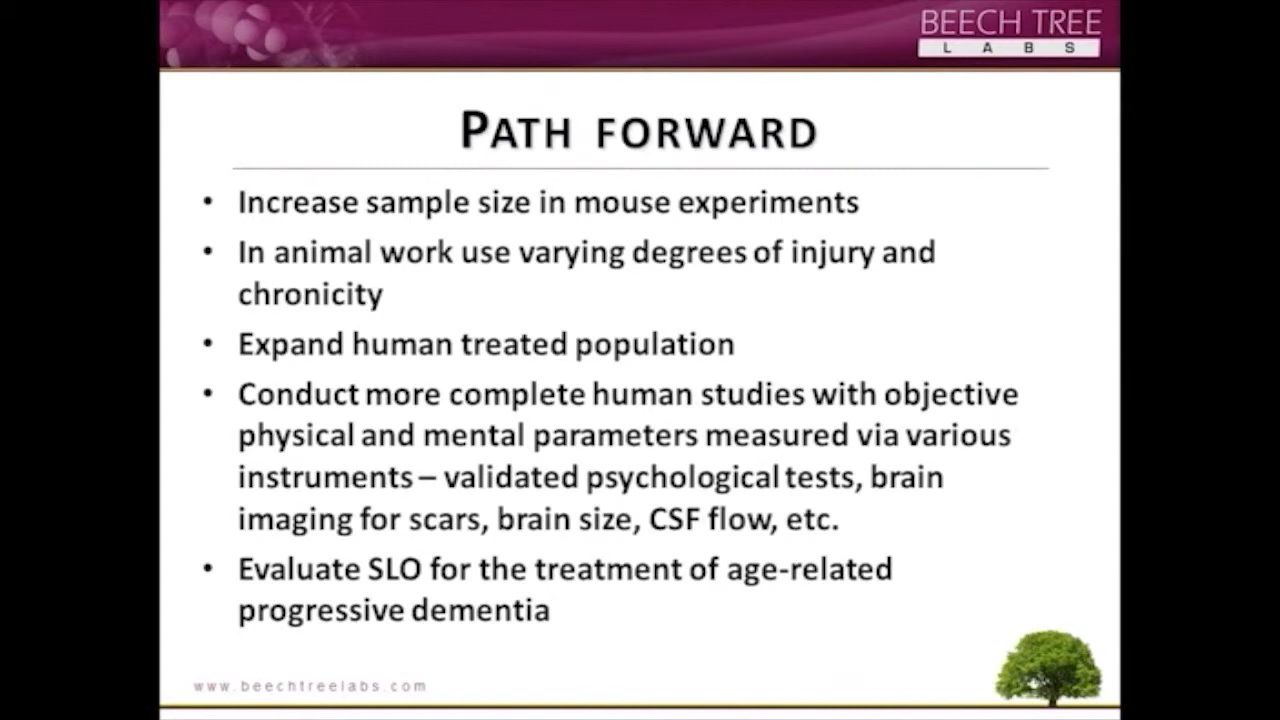 BEECH TREE
LABS
PATH FORWARD
• Increase sample size in mouse experiments
• In animal work use varying degrees of injury and
chronicity
• Expand human treated population
• Conduct more complete human studies with objective
physical and mental parameters measured via various
instruments – validated psychological tests, brain
imaging for scars, brain size, CSF flow, etc.
• Evaluate SLO for the treatment of age-related
progressive dementia
www.beechtreelabs.com